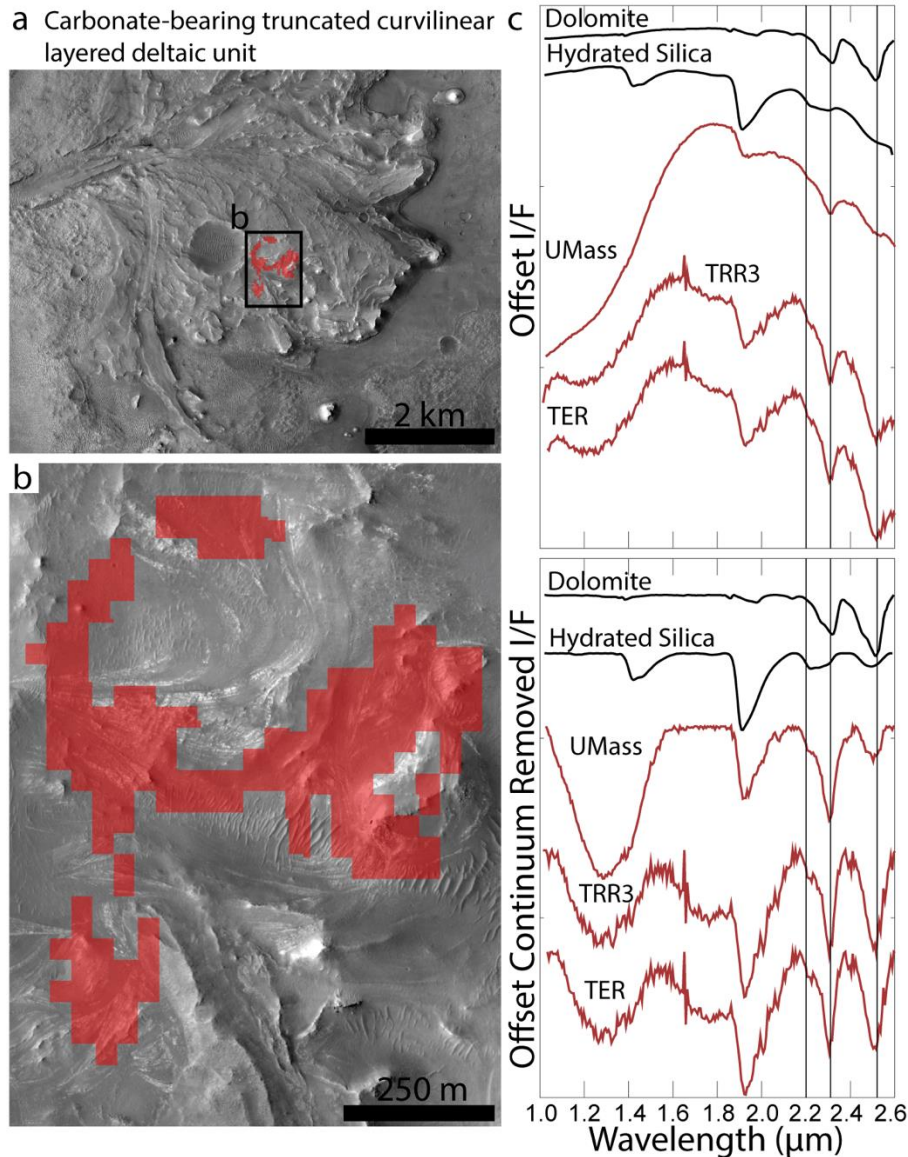 a Carbonate-bearing truncated curvilinear
layered deltaic unit
b
2 km
b
250 m
c
Dolomite
Hydrated Silica
UMass
TRR3
TER
Offset I/F
Dolomite
Hydrated Silica
UMass
TRR3
TER
Offset Continuum Removed I/F
1.0 1.2 1.4 1.6 1.8 2.0 2.2 2.4 2.6
Wavelength (μm)